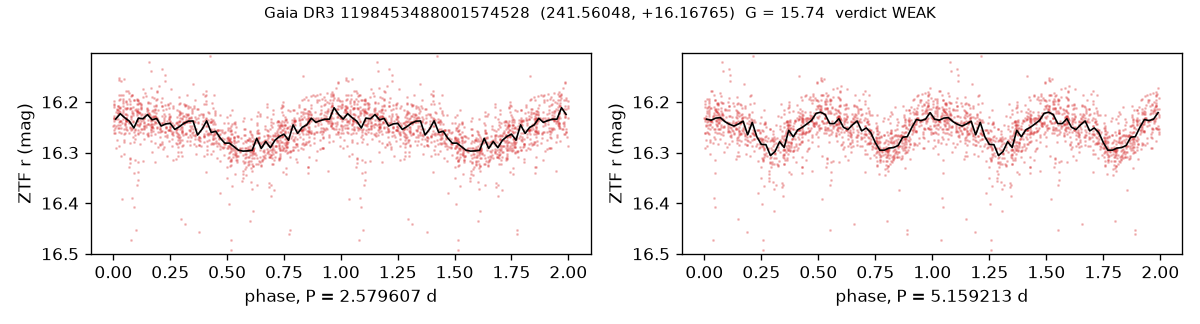 Gaia DR3 1198453488001574528 (241.56048, +16.16765) G = 15.74 verdict WEAK
ZTF r (mag)
16.2
16.3
16.4
16.5
0.00 0.25 0.50 0.75 1.00 1.25 1.50 1.75 2.00
phase, P = 2.579607 d
ZTF r (mag)
16.2
16.3
16.4
16.5
0.00 0.25 0.50 0.75 1.00 1.25 1.50 1.75 2.00
phase, P = 5.159213 d